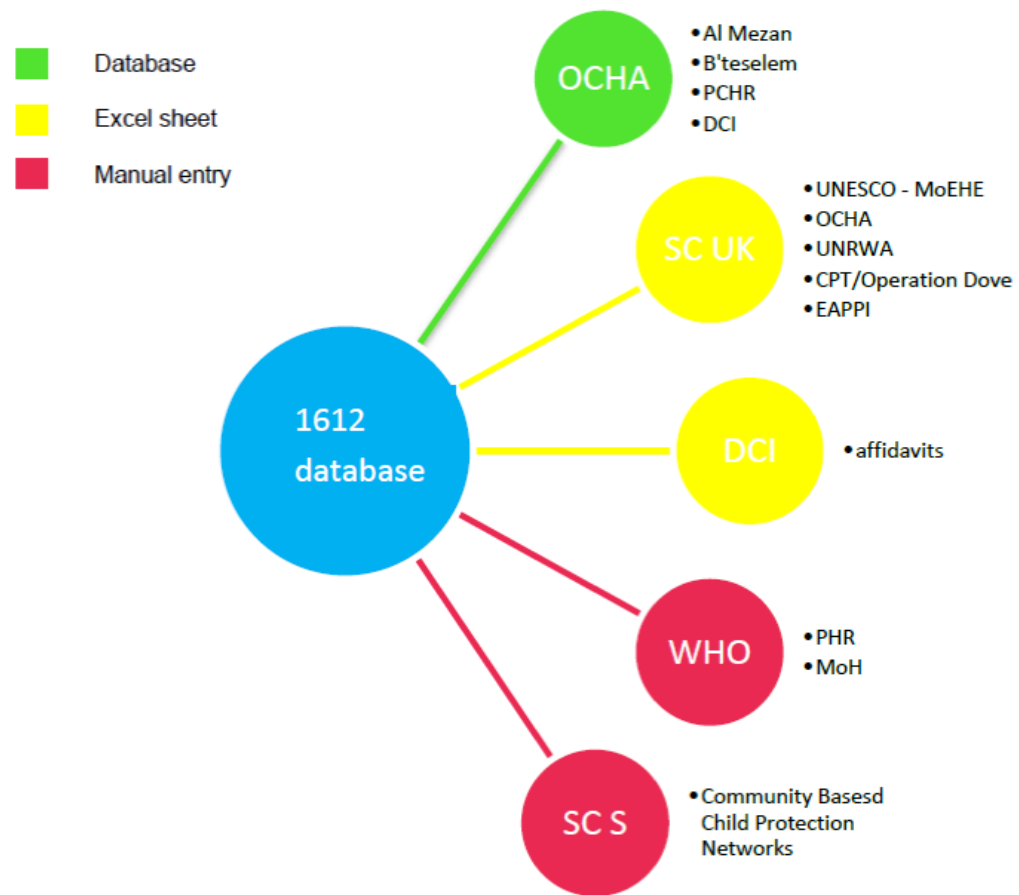 Database
Excel sheet
Manual entry
OCHA
•Al Mezan
•B'teselem
•PCHR
•DCI
SC UK
•UNESCO - MoEHE
•OCHA
•UNRWA
•CPT/Operation Dove
•EAPPI
1612
database
DCI
•affidavits
WHO
•PHR
•MoH
SC S
•Community Basesd
Child Protection
Networks